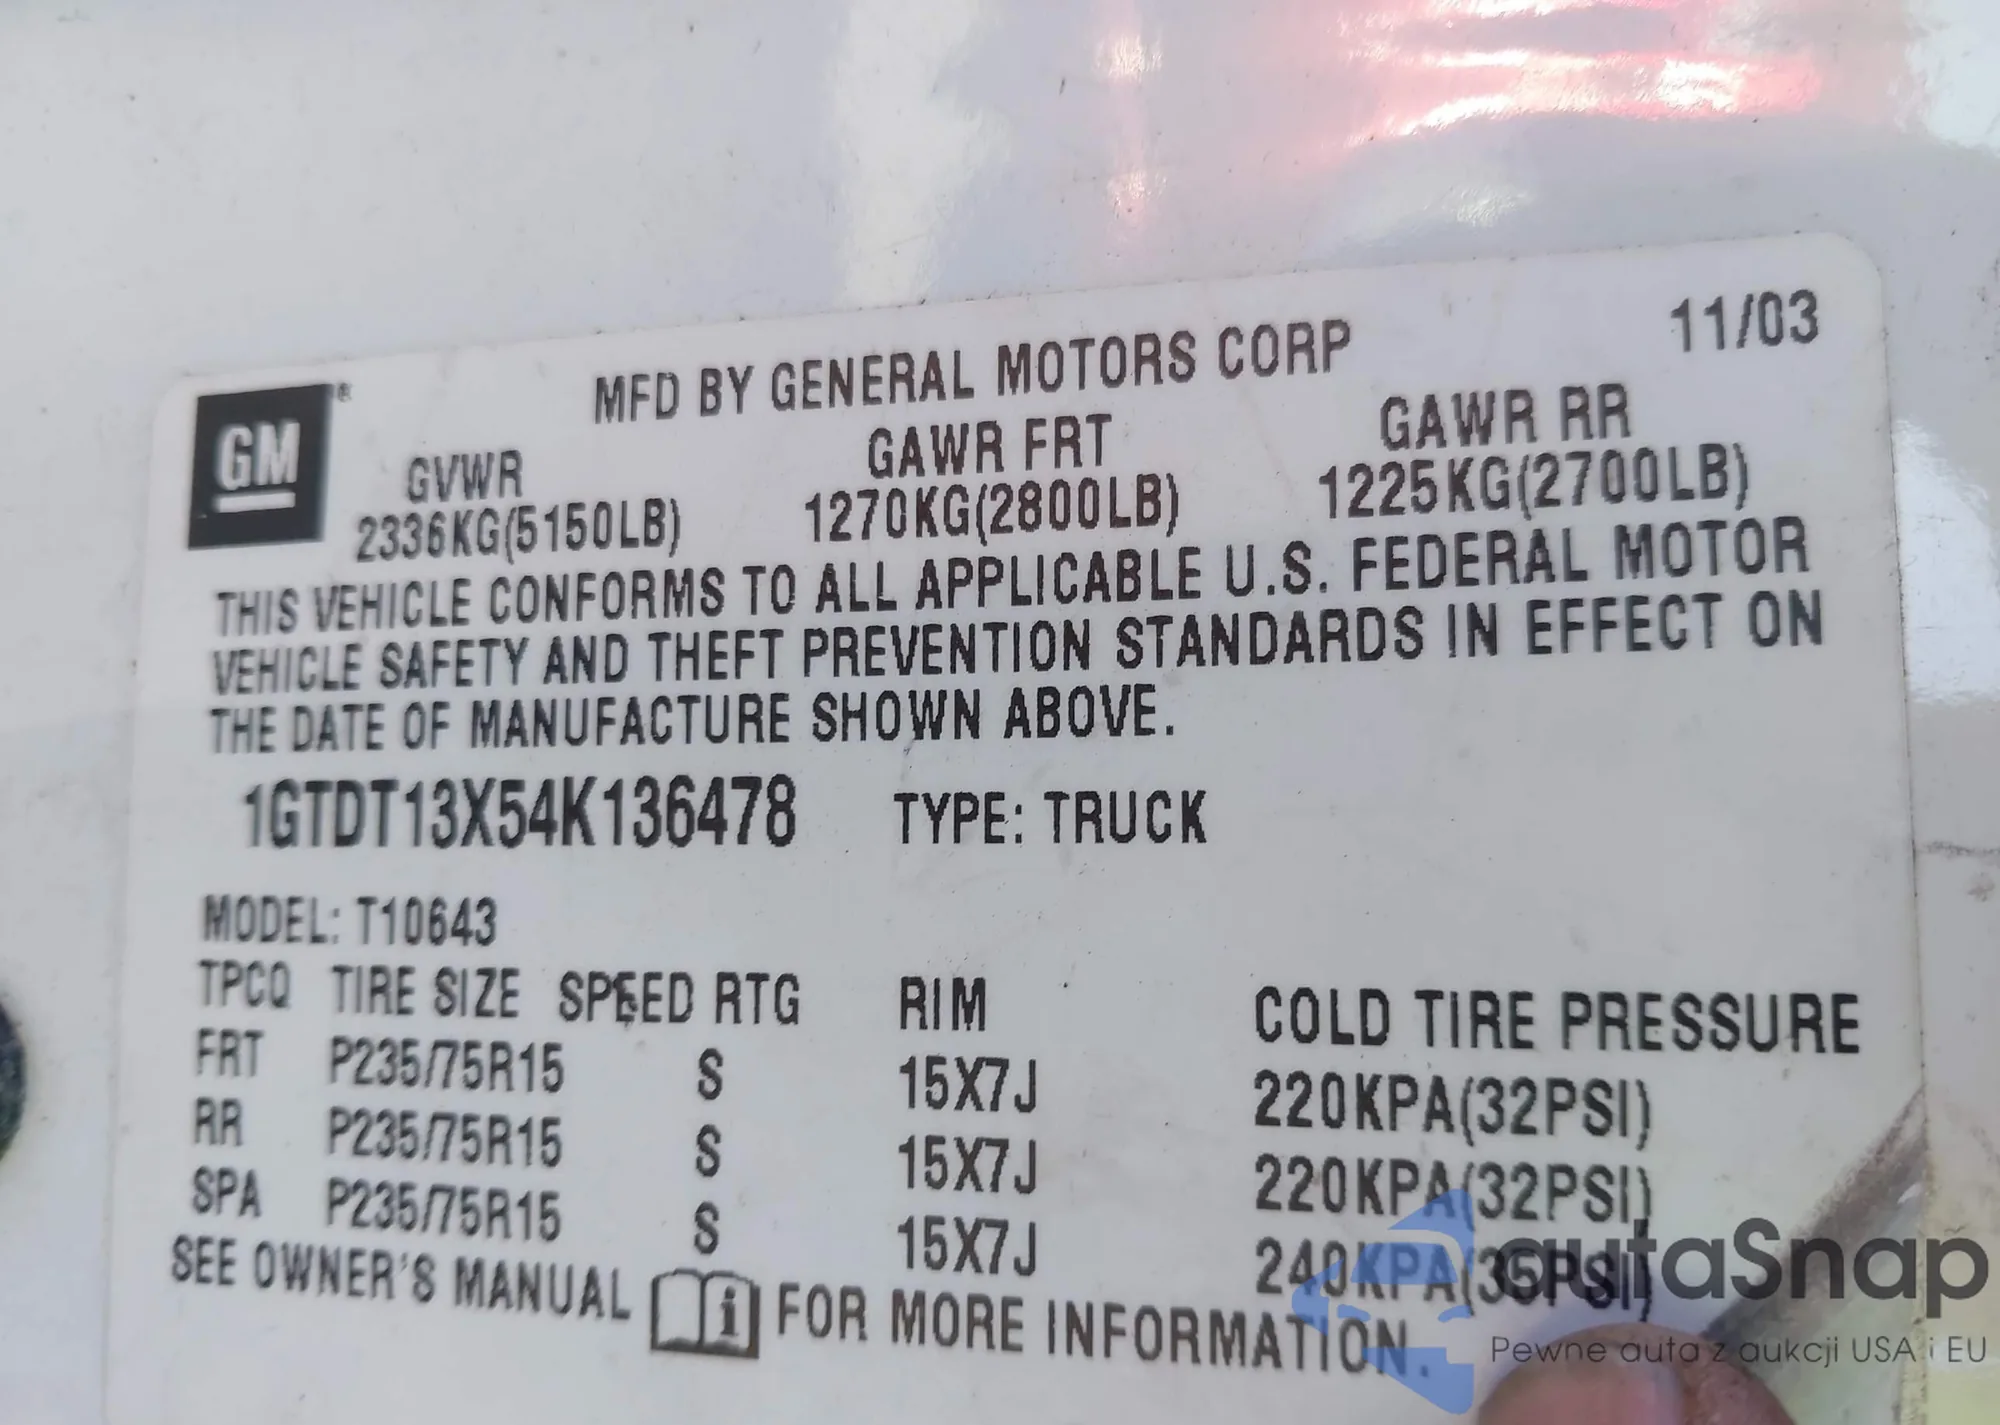 11/03
MFD BY GENERAL MOTORS CORP
GM ®
GVWR GAWR FRT GAWR RR
2336KG(5150LB) 1270KG(2800LB) 1225KG(2700LB)
THIS VEHICLE CONFORMS TO ALL APPLICABLE U.S. FEDERAL MOTOR
VEHICLE SAFETY AND THEFT PREVENTION STANDARDS IN EFFECT ON
THE DATE OF MANUFACTURE SHOWN ABOVE.
1GTDT13X54K136478 TYPE: TRUCK
MODEL: T10643
TPCQ TIRE SIZE SPEED RTG RIM COLD TIRE PRESSURE
FRT P235/75R15 S 15X7J 220KPA(32PSI)
RR P235/75R15 S 15X7J 220KPA(32PSI)
SPA P235/75R15 S 15X7J 240KPA(35PSI)
SEE OWNER'S MANUAL i FOR MORE INFORMATION.
autaSnap
Pewne auta z aukcji USA i EU